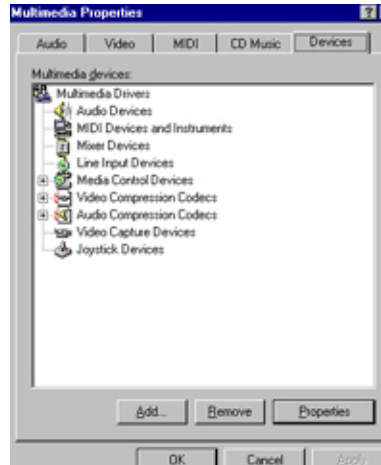 Multimedia Properties
Audio Video MIDI CD Music Devices
Multimedia devices:
Multimedia Drivers
Audio Devices
MIDI Devices and Instruments
Mixer Devices
Line Input Devices
Media Control Devices
Video Compression Codecs
Audio Compression Codecs
Video Capture Devices
Joystick Devices
Add... Remove Properties
OK Cancel Apply